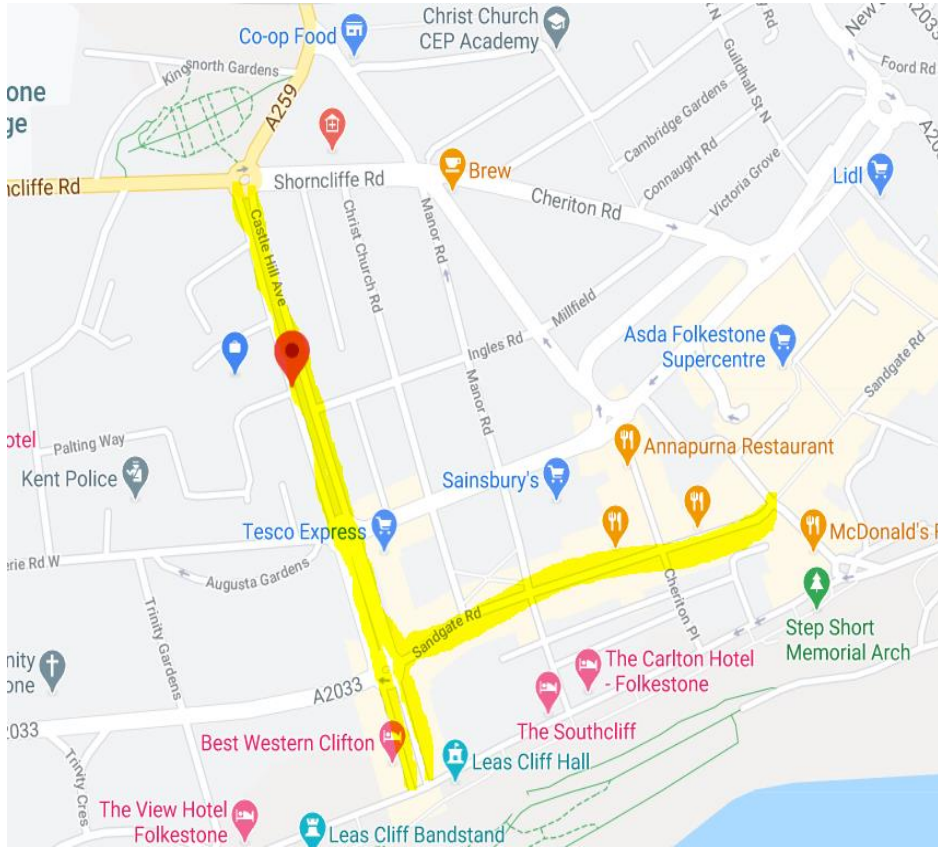 Christ Church
CEP Academy
Co-op Food
Kingsnorth Gardens
one
ge
A259
Guildhall St N
y Rd
New S
A2033
Foord Rd
Cambridge Gardens
Connaught Rd
Victoria Grove
Lidl
A20
ncliffe Rd
Shorncliffe Rd
Brew
Cheriton Rd
Castle Hill Ave
Christ Church Rd
Manor Rd
Millfield
Ingles Rd
Asda Folkestone
Supercentre
Sandgate Rd
otel
Palting Way
Kent Police
Manor Rd
Annapurna Restaurant
Sainsbury's
Tesco Express
McDonald's F
erie Rd W
Augusta Gardens
Trinity Gardens
Sandgate Rd
Cheriton Pl
Step Short
Memorial Arch
nity
one
A2033
2033
The Carlton Hotel
- Folkestone
The Southcliff
Best Western Clifton
Leas Cliff Hall
Trinity Cres
The View Hotel
Folkestone
Leas Cliff Bandstand